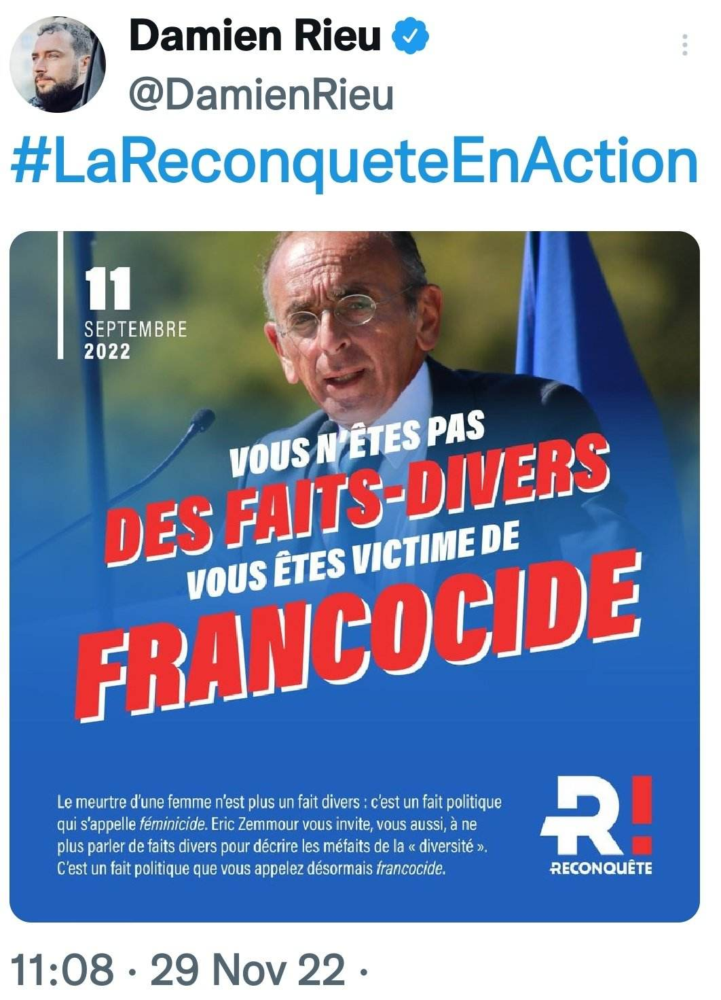 Damien Rieu
@DamienRieu
#LaReconqueteEnAction
11
SEPTEMBRE
2022
VOUS N'ÊTES PAS
DES FAITS-DIVERS
VOUS ÊTES VICTIME DE
FRANCOCIDE
Le meurtre d'une femme n'est plus un fait divers : c'est un fait politique
qui s'appelle féminicide. Eric Zemmour vous invite, vous aussi, à ne
plus parler de faits divers pour décrire les méfaits de la « diversité ».
C'est un fait politique que vous appelez désormais francocide.
R!
RECONQUÊTE
11:08 · 29 Nov 22 ·